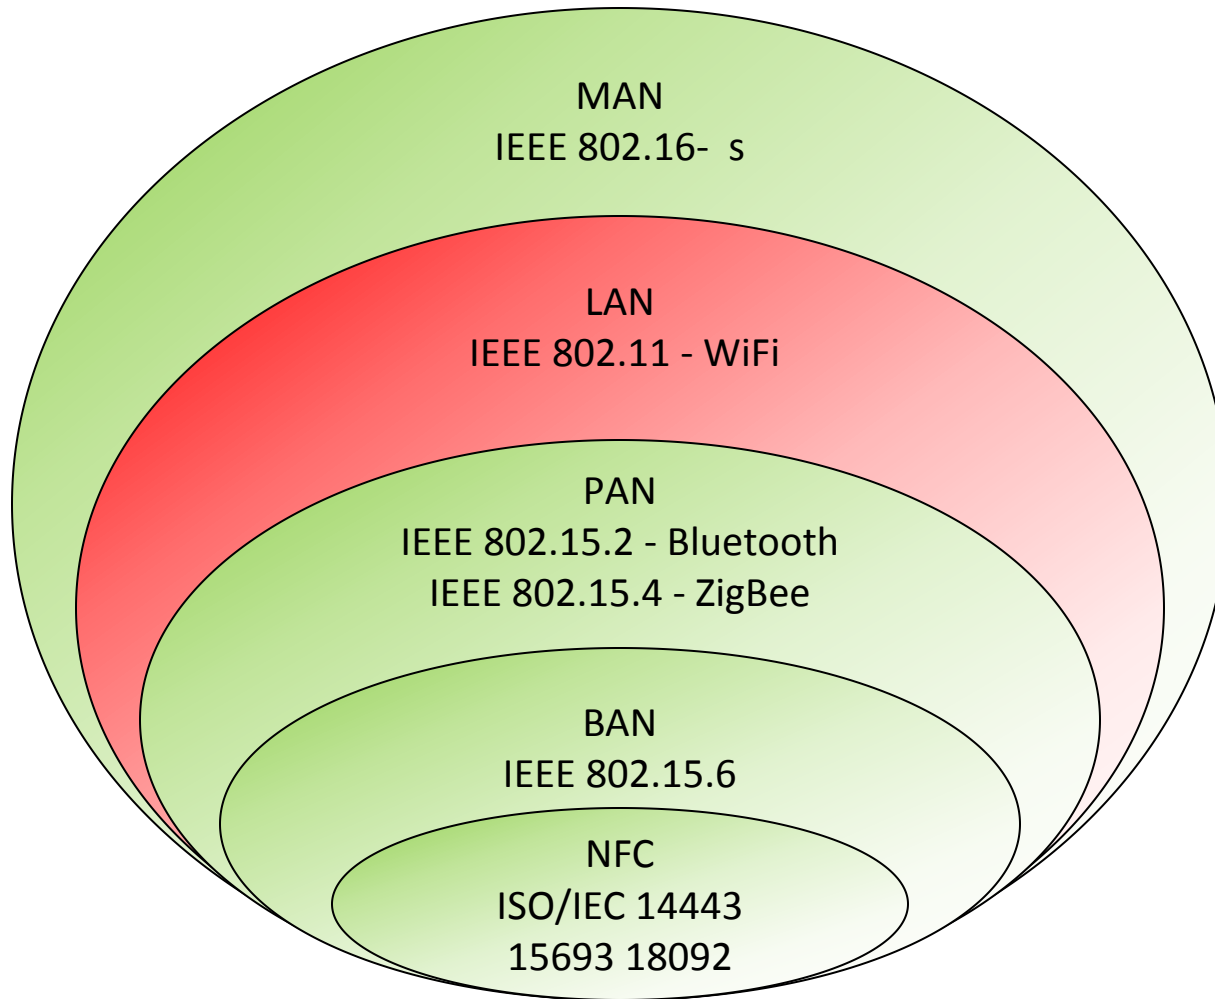 MAN
IEEE 802.16-  s
LAN
IEEE 802.11 - WiFi
PAN
IEEE 802.15.2 - Bluetooth
IEEE 802.15.4 - ZigBee
BAN
IEEE 802.15.6
NFC
ISO/IEC 14443
15693 18092